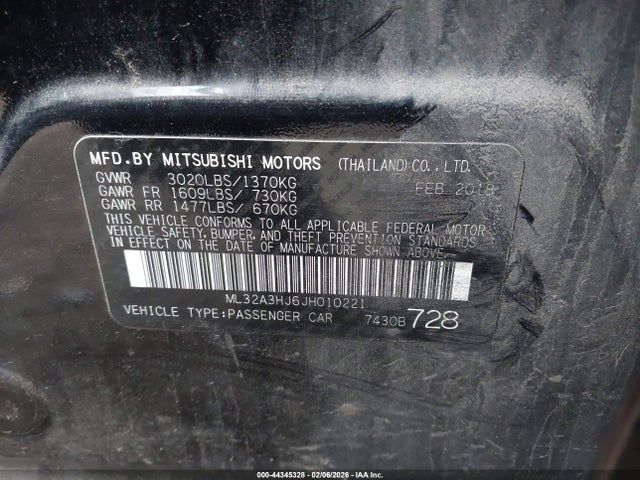 MFD.BY MITSUBISHI MOTORS (THAILAND)CO.,LTD.
GVWR 3020LBS/1370KG FEB. 2018
GAWR FR 1609LBS/ 730KG
GAWR RR 1477LBS/ 670KG
THIS VEHICLE CONFORMS TO ALL APPLICABLE FEDERAL MOTOR
VEHICLE SAFETY, BUMPER, AND THEFT PREVENTION STANDARDS
IN EFFECT ON THE DATE OF MANUFACTURE SHOWN ABOVE.
ML32A3HJ6JH010221
VEHICLE TYPE:PASSENGER CAR 7430B 728
000-44345328 - 02/06/2026 - IAA Inc.